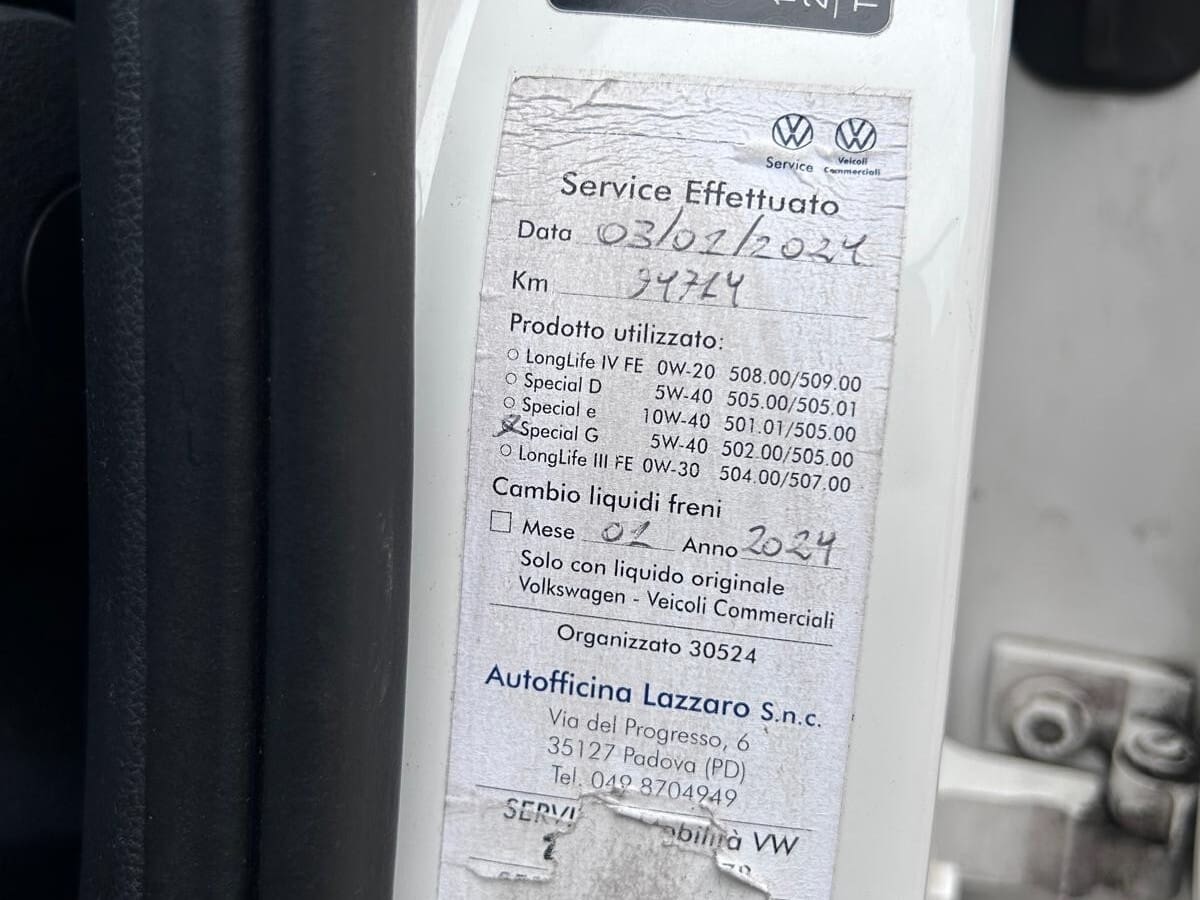 Service
Veicoli
Commerciali
Service Effettuato
Data 03/01/2024
Km 94714
Prodotto utilizzato:
LongLife IV FE 0W-20 508.00/509.00
Special D 5W-40 505.00/505.01
Special e 10W-40 501.01/505.00
Special G 5W-40 502.00/505.00
LongLife III FE 0W-30 504.00/507.00
Cambio liquidi freni
Mese 01 Anno 2024
Solo con liquido originale
Volkswagen - Veicoli Commerciali
Organizzato 30524
Autofficina Lazzaro S.n.c.
Via del Progresso, 6
35127 Padova (PD)
Tel. 049 8704949
VW